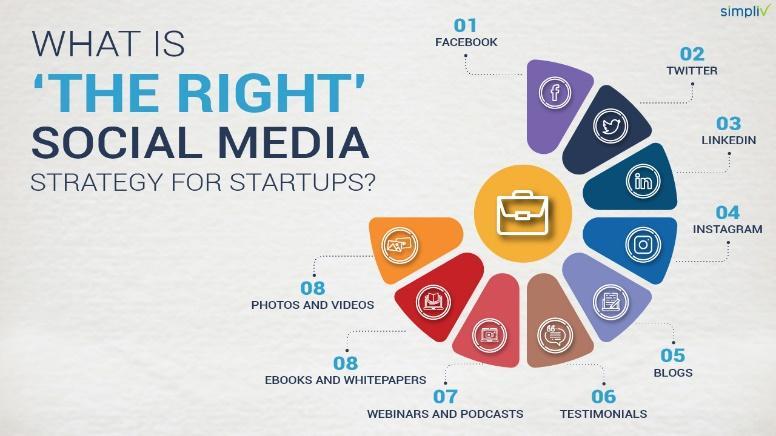 simpliv
WHAT IS
'THE RIGHT'
SOCIAL MEDIA
STRATEGY FOR STARTUPS?
01
FACEBOOK
02
TWITTER
03
LINKEDIN
04
INSTAGRAM
05
BLOGS
06
TESTIMONIALS
07
WEBINARS AND PODCASTS
08
EBOOKS AND WHITEPAPERS
08
PHOTOS AND VIDEOS